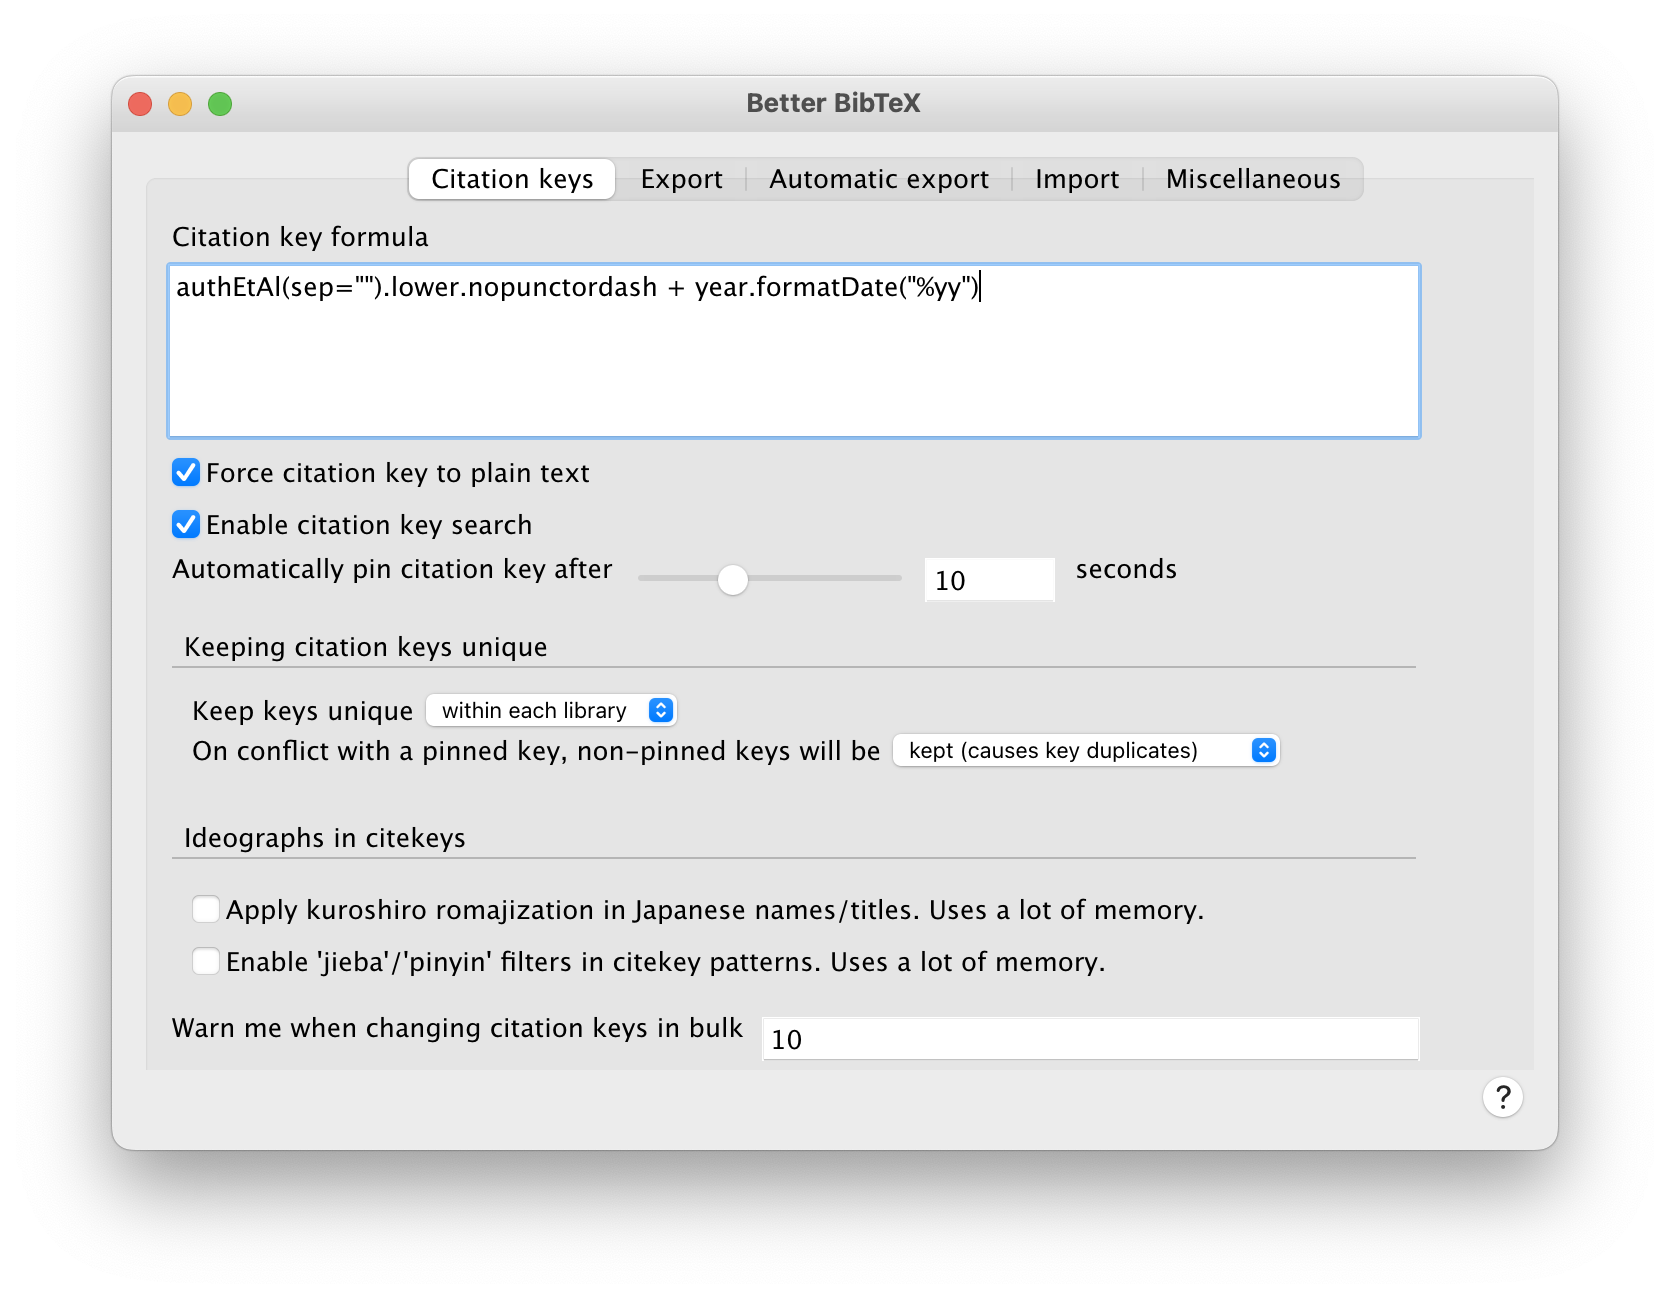 Better BibTeX
Citation keys Export Automatic export Import Miscellaneous
Citation key formula
authEtAl(sep="").lower.nopunctordash + year.formatDate("%yy")
Force citation key to plain text
Enable citation key search
Automatically pin citation key after 10 seconds
Keeping citation keys unique
Keep keys unique within each library
On conflict with a pinned key, non-pinned keys will be kept (causes key duplicates)
Ideographs in citekeys
Apply kuroshiro romajization in Japanese names/titles. Uses a lot of memory.
Enable 'jieba'/'pinyin' filters in citekey patterns. Uses a lot of memory.
Warn me when changing citation keys in bulk 10
?